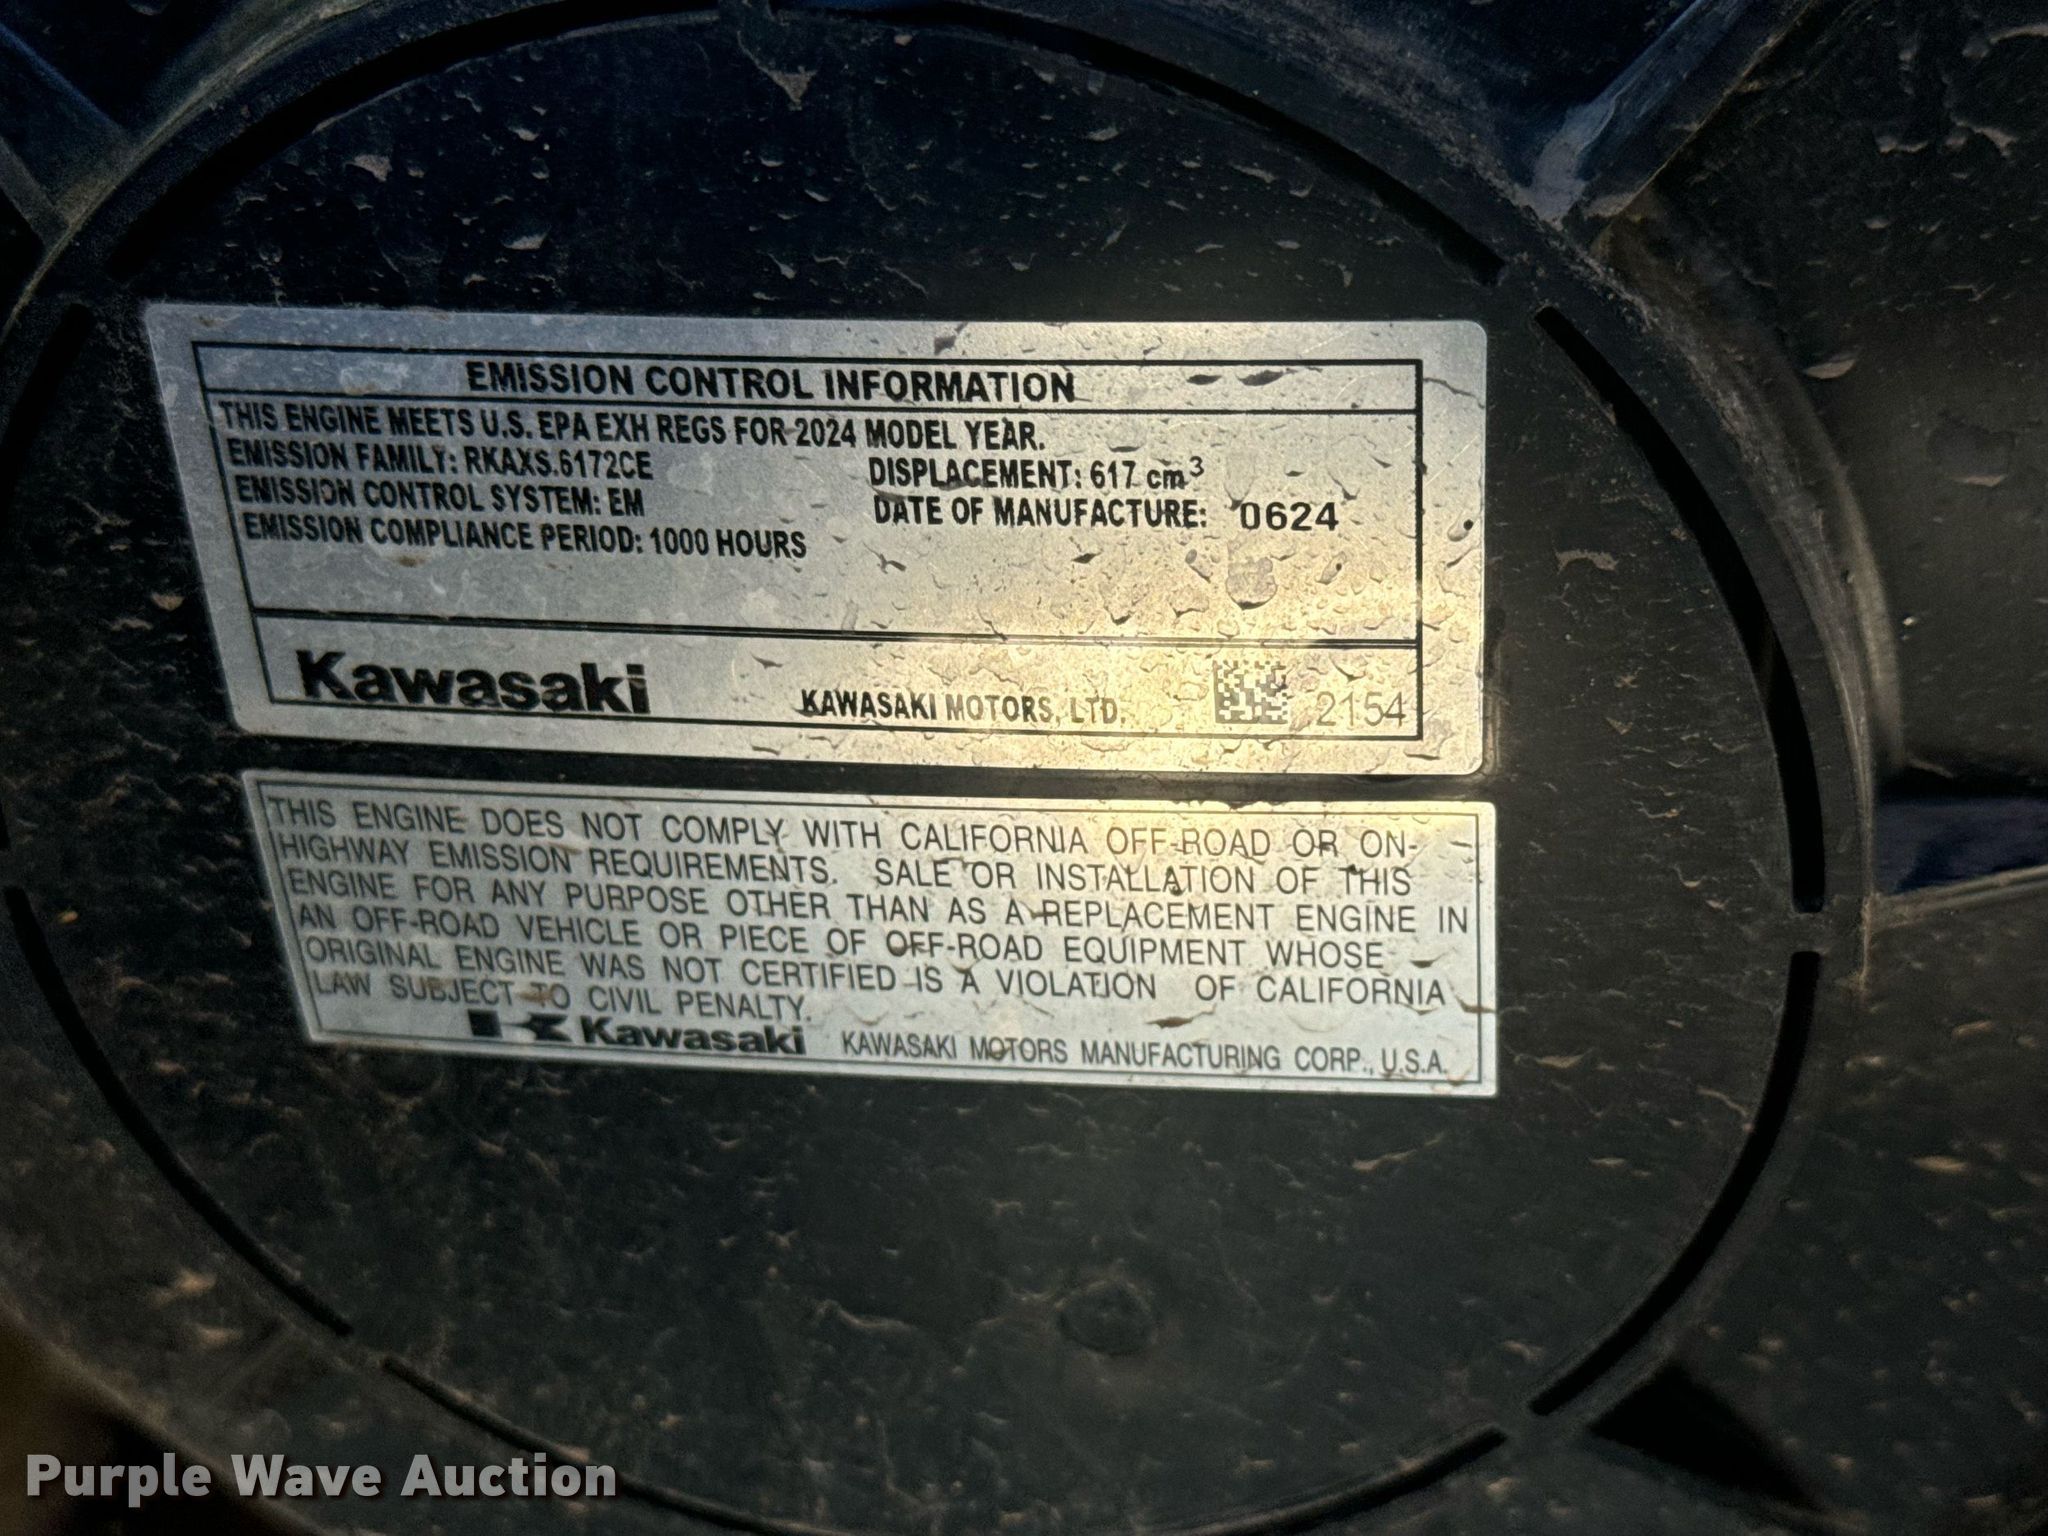 EMISSION CONTROL INFORMATION
THIS ENGINE MEETS U.S. EPA EXH REGS FOR 2024 MODEL YEAR.
EMISSION FAMILY: RKAXS.6172CE DISPLACEMENT: 617 cm³
EMISSION CONTROL SYSTEM: EM DATE OF MANUFACTURE: 0624
EMISSION COMPLIANCE PERIOD: 1000 HOURS
Kawasaki KAWASAKI MOTORS, LTD. 2154
THIS ENGINE DOES NOT COMPLY WITH CALIFORNIA OFF-ROAD OR ON-
HIGHWAY EMISSION REQUIREMENTS. SALE OR INSTALLATION OF THIS
ENGINE FOR ANY PURPOSE OTHER THAN AS A REPLACEMENT ENGINE IN
AN OFF-ROAD VEHICLE OR PIECE OF OFF-ROAD EQUIPMENT WHOSE
ORIGINAL ENGINE WAS NOT CERTIFIED IS A VIOLATION OF CALIFORNIA
LAW SUBJECT TO CIVIL PENALTY.
Kawasaki KAWASAKI MOTORS MANUFACTURING CORP., U.S.A.
Purple Wave Auction